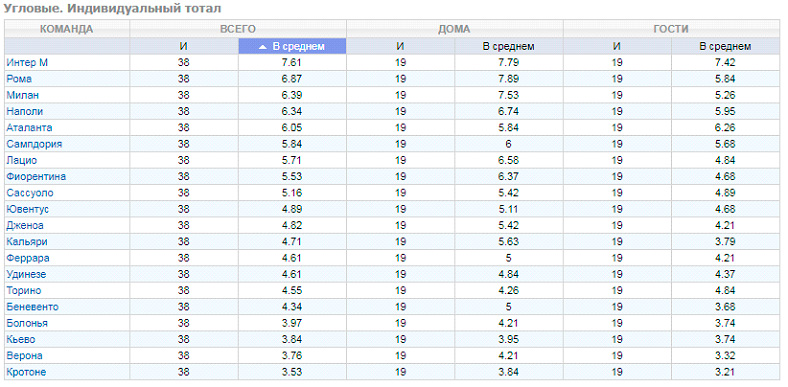 Угловые. Индивидуальный тотал
КОМАНДА ВСЕГО ДОМА ГОСТИ
И В среднем И В среднем И В среднем
Интер М 38 7.61 19 7.79 19 7.42
Рома 38 6.87 19 7.89 19 5.84
Милан 38 6.39 19 7.53 19 5.26
Наполи 38 6.34 19 6.74 19 5.95
Аталанта 38 6.05 19 5.84 19 6.26
Сампдория 38 5.84 19 6 19 5.68
Лацио 38 5.71 19 6.58 19 4.84
Фиорентина 38 5.53 19 6.37 19 4.68
Сассуоло 38 5.16 19 5.42 19 4.89
Ювентус 38 4.89 19 5.11 19 4.68
Дженоа 38 4.82 19 5.42 19 4.21
Кальяри 38 4.71 19 5.63 19 3.79
Феррара 38 4.61 19 5 19 4.21
Удинезе 38 4.61 19 4.84 19 4.37
Торино 38 4.55 19 4.26 19 4.84
Беневенто 38 4.34 19 5 19 3.68
Болонья 38 3.97 19 4.21 19 3.74
Кьево 38 3.84 19 3.95 19 3.74
Верона 38 3.76 19 4.21 19 3.32
Кротоне 38 3.53 19 3.84 19 3.21